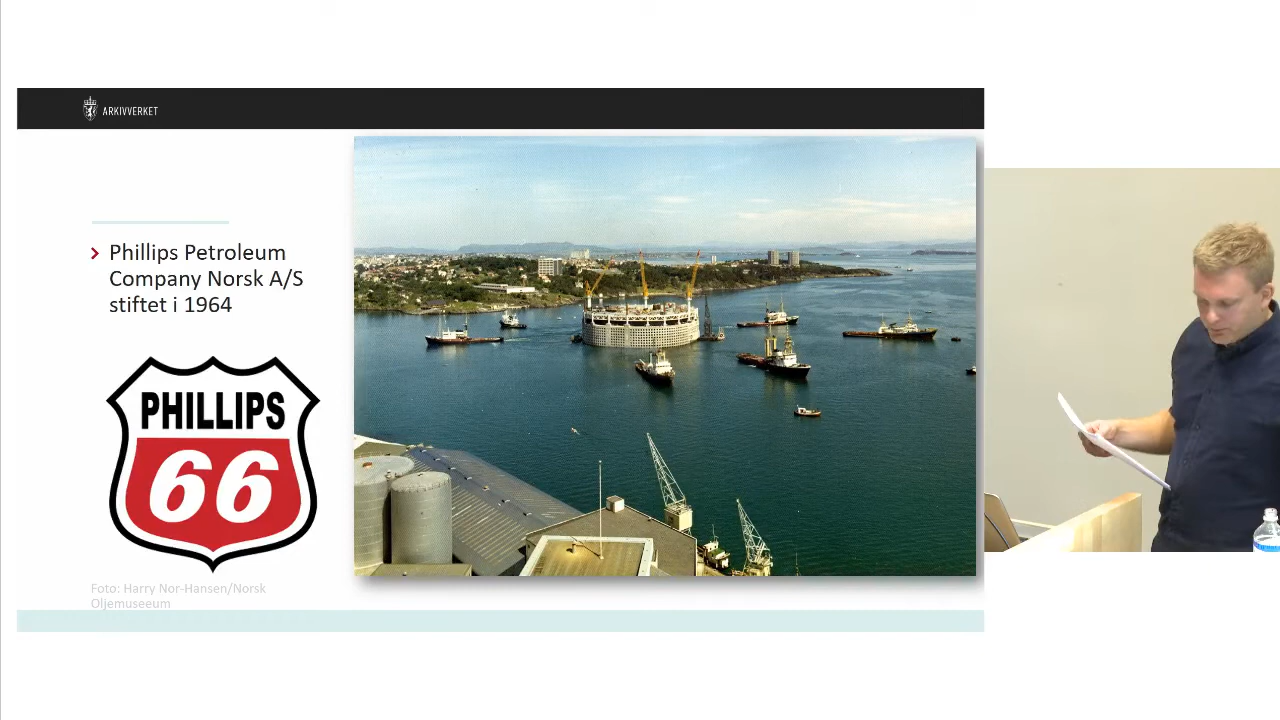 ARKIVVERKET
Phillips Petroleum
Company Norsk A/S
stiftet i 1964
PHILLIPS
66
Foto: Harry Nor-Hansen/Norsk
Oljemuseeum